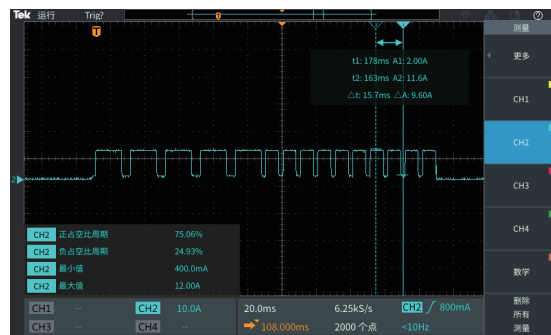 Tek 运行 Trig?
测量
更多
t1: 178ms A1: 2.00A
t2: 163ms A2: 11.6A
△t: 15.7ms △A: 9.60A
CH1
CH2
CH3
CH4
数学
删除
所有
测量
2
CH2 正占空比周期 75.06%
CH2 负占空比周期 24.93%
CH2 最小值 400.0mA
CH2 最大值 12.00A
CH1 -- CH2 10.0A 20.0ms 6.25kS/s CH2 / 800mA
CH3 -- CH4 -- 108.000ms 2000 个点 <10Hz